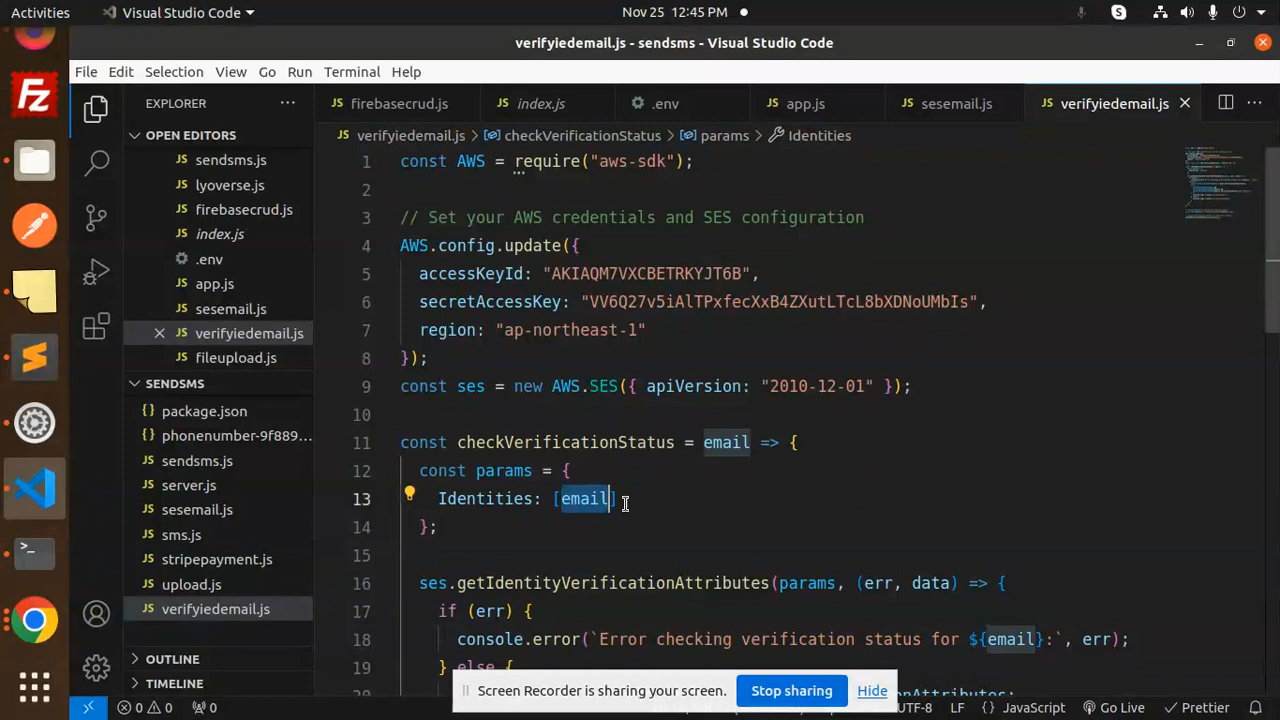 Activities
Visual Studio Code
Nov 25 12:45 PM
verifyiedemail.js - sendsms - Visual Studio Code
File Edit Selection View Go Run Terminal Help
EXPLORER
firebasecrud.js
index.js
.env
app.js
sesemail.js
verifyiedemail.js
OPEN EDITORS
sendsms.js
lyoverse.js
firebasecrud.js
index.js
.env
app.js
sesemail.js
verifyiedemail.js
fileupload.js
SENDSMS
package.json
phonenumber-9f889...
sendsms.js
server.js
sesemail.js
sms.js
stripepayment.js
upload.js
verifyiedemail.js
OUTLINE
TIMELINE
verifyiedemail.js > checkVerificationStatus > params > Identities
1 const AWS = require("aws-sdk");
2
3 // Set your AWS credentials and SES configuration
4 AWS.config.update({
5 accessKeyId: "AKIAQM7VXCBETRKYJT6B",
6 secretAccessKey: "VV6Q27v5iAlTPxfecXxB4ZXutLTcL8bXDNoUMbIs",
7 region: "ap-northeast-1"
8 });
9 const ses = new AWS.SES({ apiVersion: "2010-12-01" });
10
11 const checkVerificationStatus = email => {
12 const params = {
13 Identities: [email]
14 };
15
16 ses.getIdentityVerificationAttributes(params, (err, data) => {
17 if (err) {
18 console.error(`Error checking verification status for ${email}:`, err);
19 } else {
Screen Recorder is sharing your screen.
Stop sharing
Hide
0 0 0
UTF-8 LF {} JavaScript Go Live Prettier